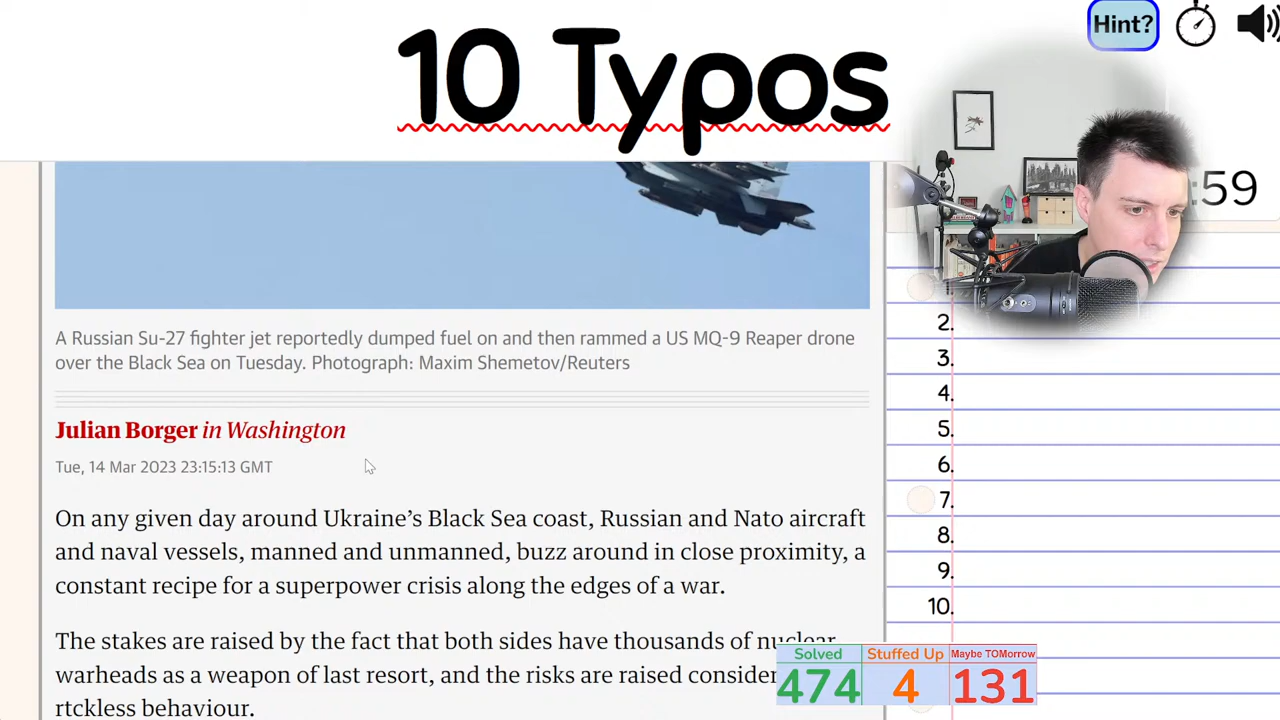 Hint?
10 Typos
:59
A Russian Su-27 fighter jet reportedly dumped fuel on and then rammed a US MQ-9 Reaper drone
over the Black Sea on Tuesday. Photograph: Maxim Shemetov/Reuters
Julian Borger in Washington
Tue, 14 Mar 2023 23:15:13 GMT
On any given day around Ukraine’s Black Sea coast, Russian and Nato aircraft
and naval vessels, manned and unmanned, buzz around in close proximity, a
constant recipe for a superpower crisis along the edges of a war.
The stakes are raised by the fact that both sides have thousands of nuclear
warheads as a weapon of last resort, and the risks are raised
rtckless behaviour.
2.
3.
4.
5.
6.
7.
8.
9.
10.
Solved
474
Stuffed Up
4
Maybe TOMorrow
131